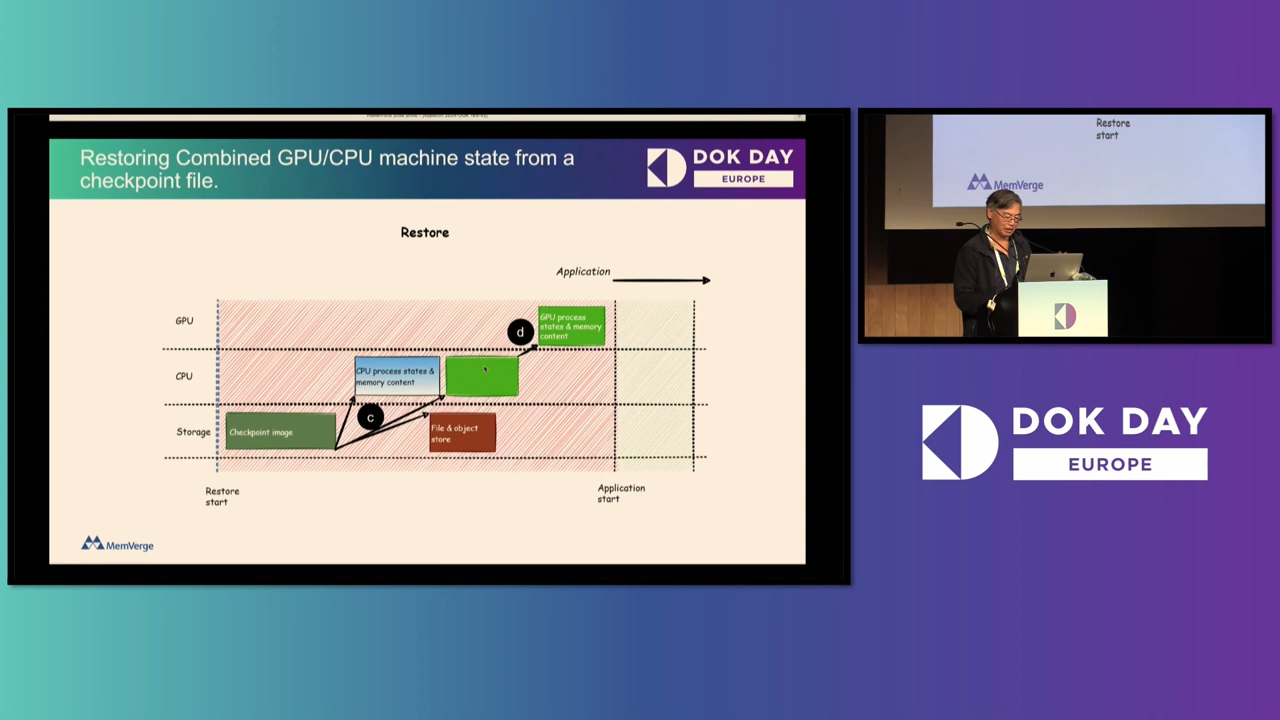 Restoring Combined GPU/CPU machine state from a
checkpoint file.
DOK DAY
EUROPE
Restore
Application
GPU
GPU process
states & memory
content
d
CPU
CPU process states &
memory content
c
Storage
Checkpoint image
File & object
store
Restore
start
Application
start
MemVerge
Restore
start
MemVerge
DOK DAY
EUROPE